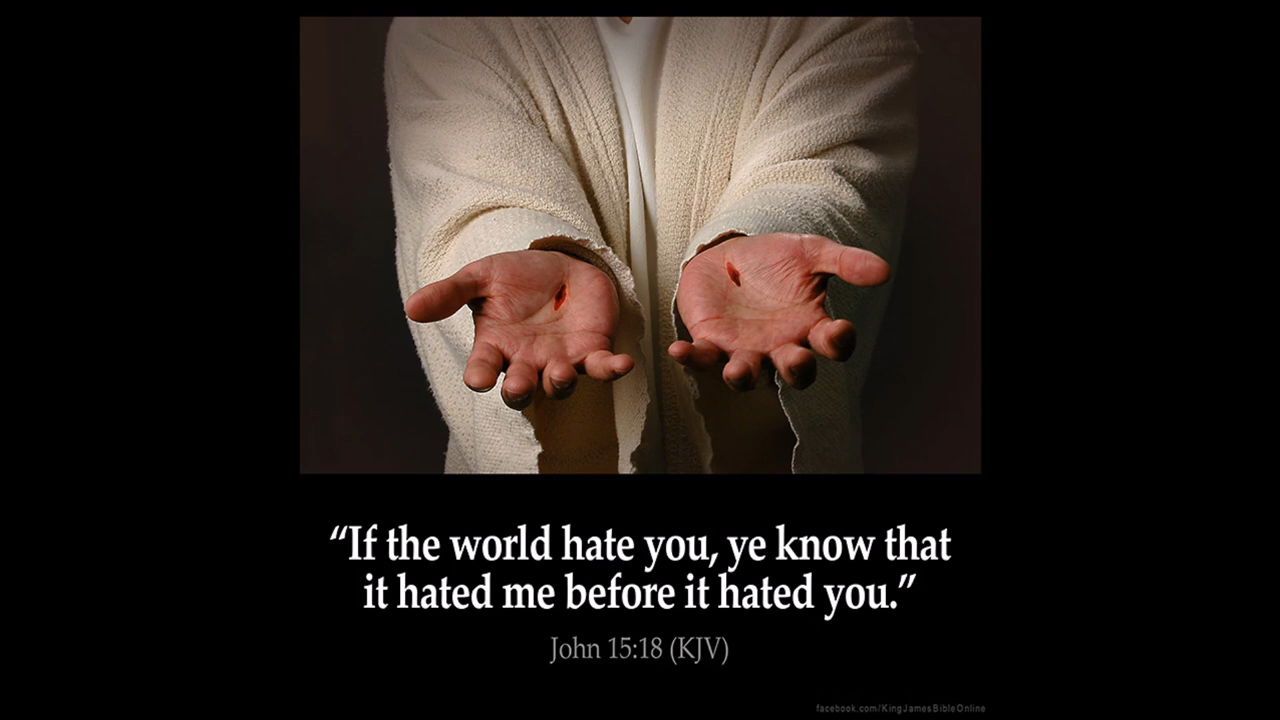 “If the world hate you, ye know that
it hated me before it hated you.”
John 15:18 (KJV)
facebook.com/KingJamesBibleOnline